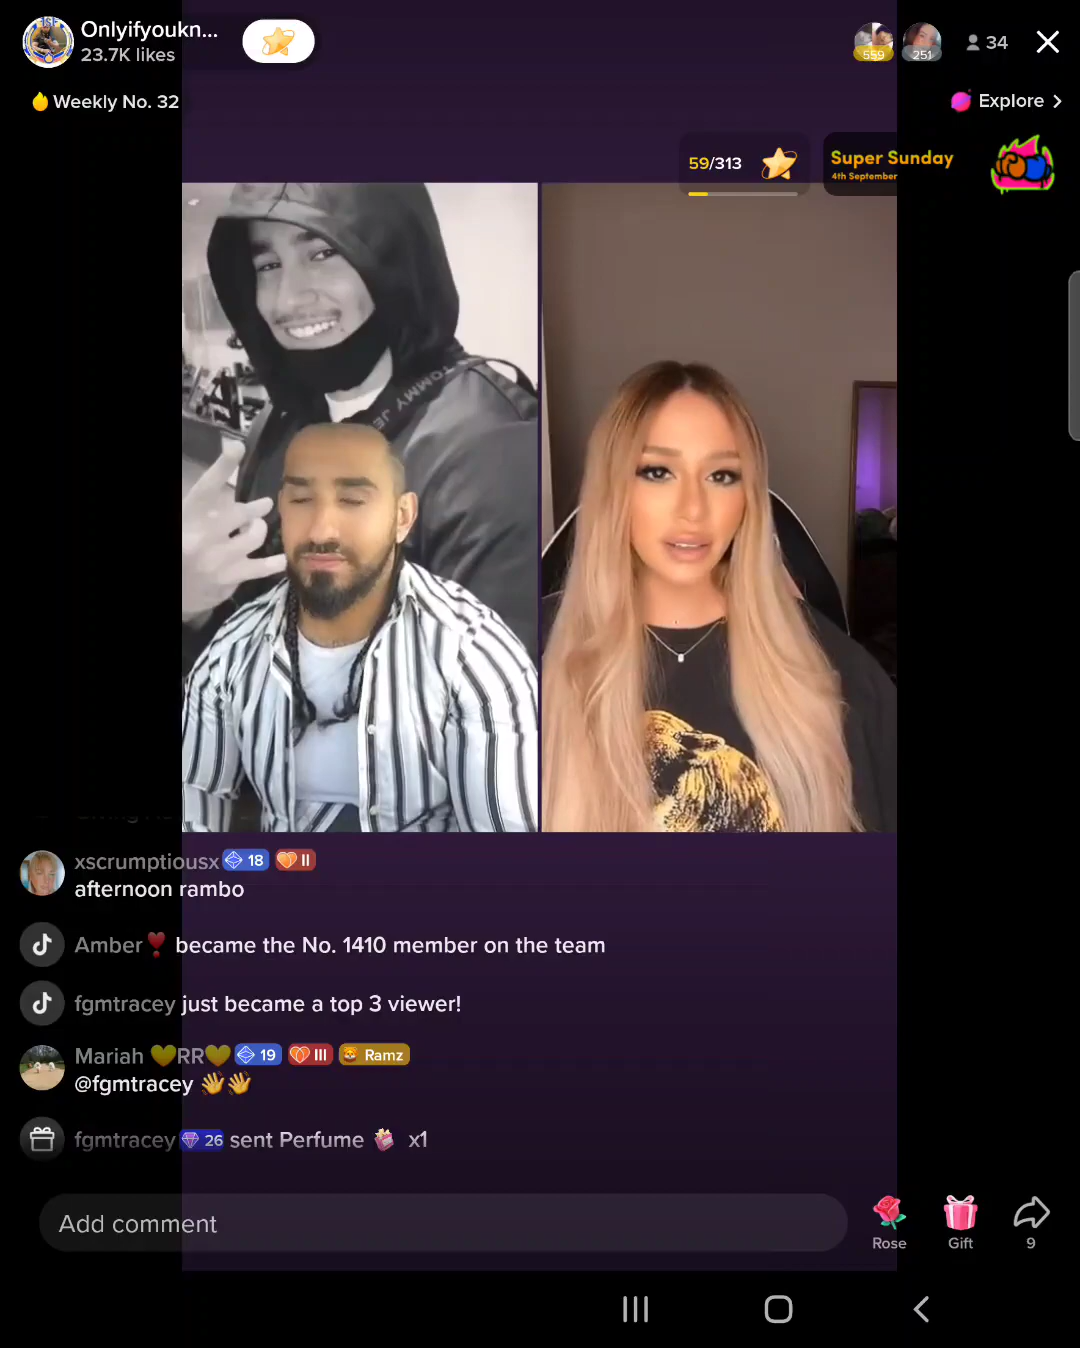 Onlyifyoukn...
23.7K likes
559
251
34
Weekly No. 32
Explore >
59/313
Super Sunday
4th September
TOMMY JE
xscrumptiousx 18 II
afternoon rambo
Amber became the No. 1410 member on the team
fgmtracey just became a top 3 viewer!
Mariah 💛RR💛 19 III Ramz
@fgmtracey 👋👋
fgmtracey 26 sent Perfume x1
Add comment
Rose
Gift
9